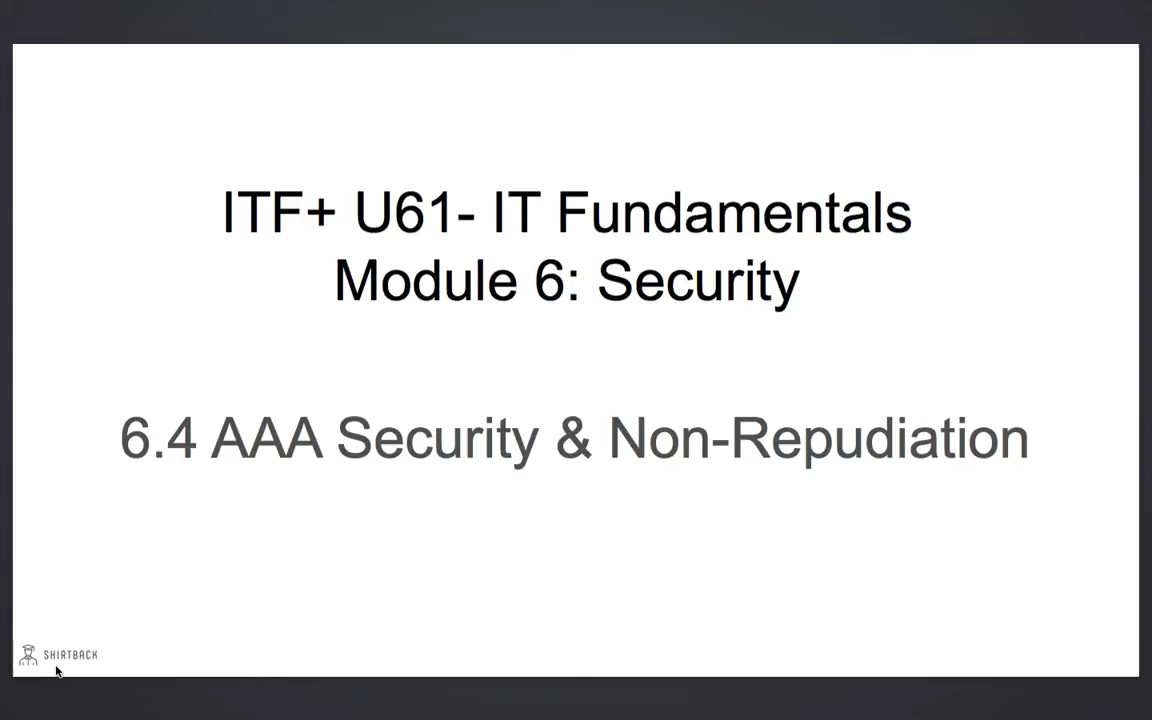 ITF+ U61- IT Fundamentals
Module 6: Security
6.4 AAA Security & Non-Repudiation
SHIRTBACK